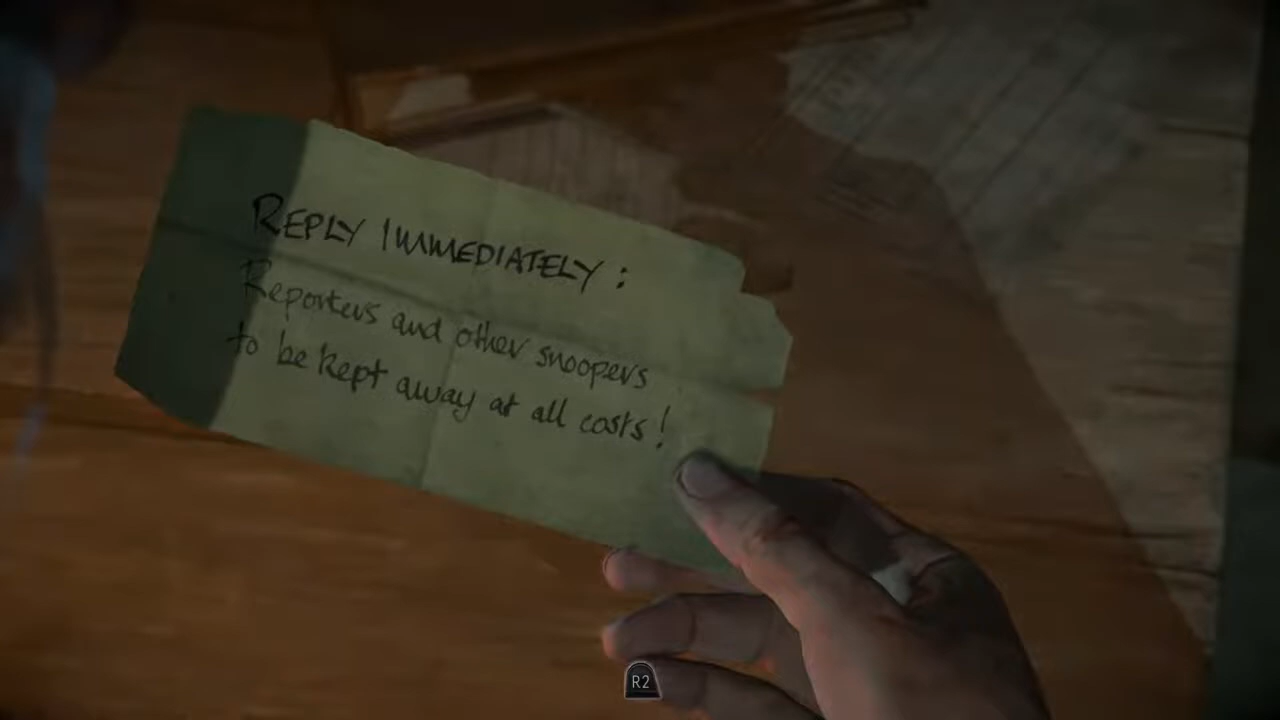 REPLY IMMEDIATELY:
Reporters and other snoopers
to be kept away at all costs!
R2